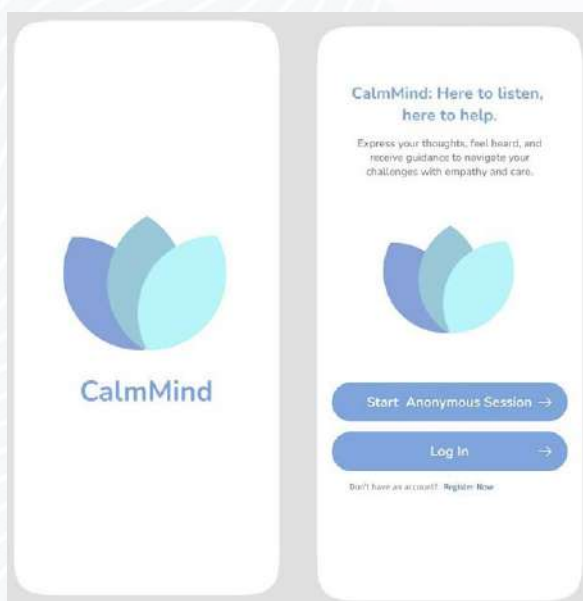 CalmMind
CalmMind: Here to listen,
here to help.
Express your thoughts, feel heard, and
receive guidance to navigate your
challenges with empathy and care.
Start Anonymous Session →
Log In →
Don't have an account? Register Now